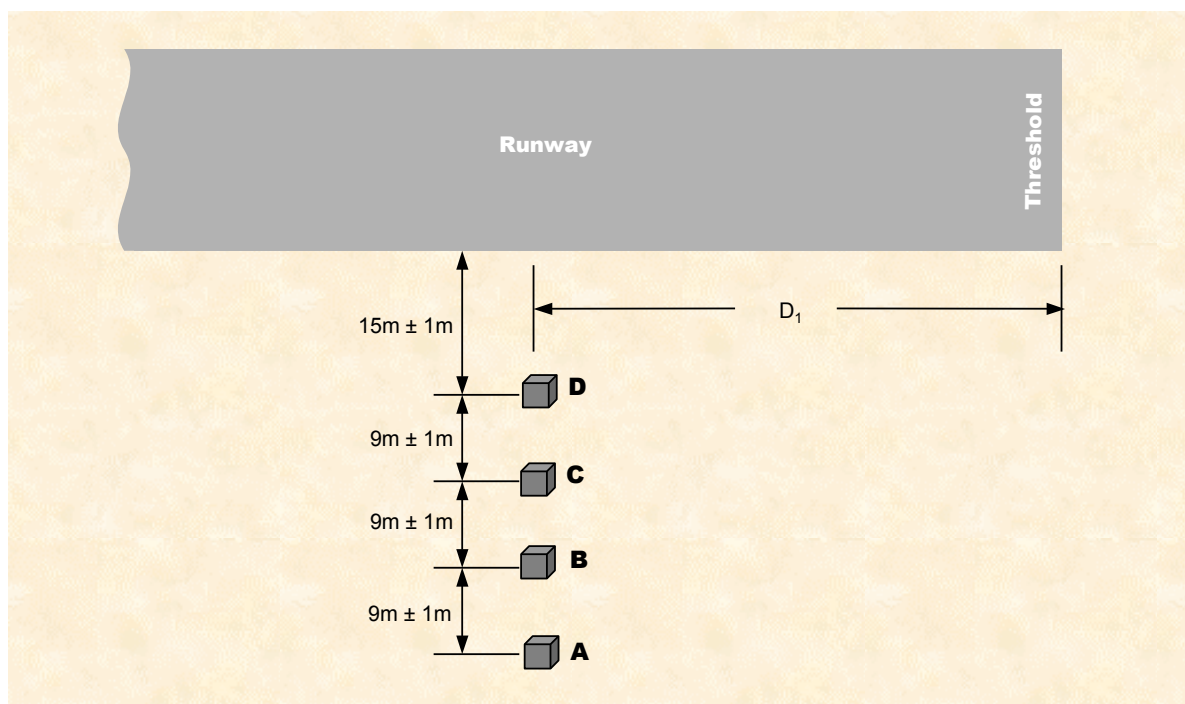 Runway
Threshold
D₁
15m ± 1m
D
9m ± 1m
C
9m ± 1m
B
9m ± 1m
A